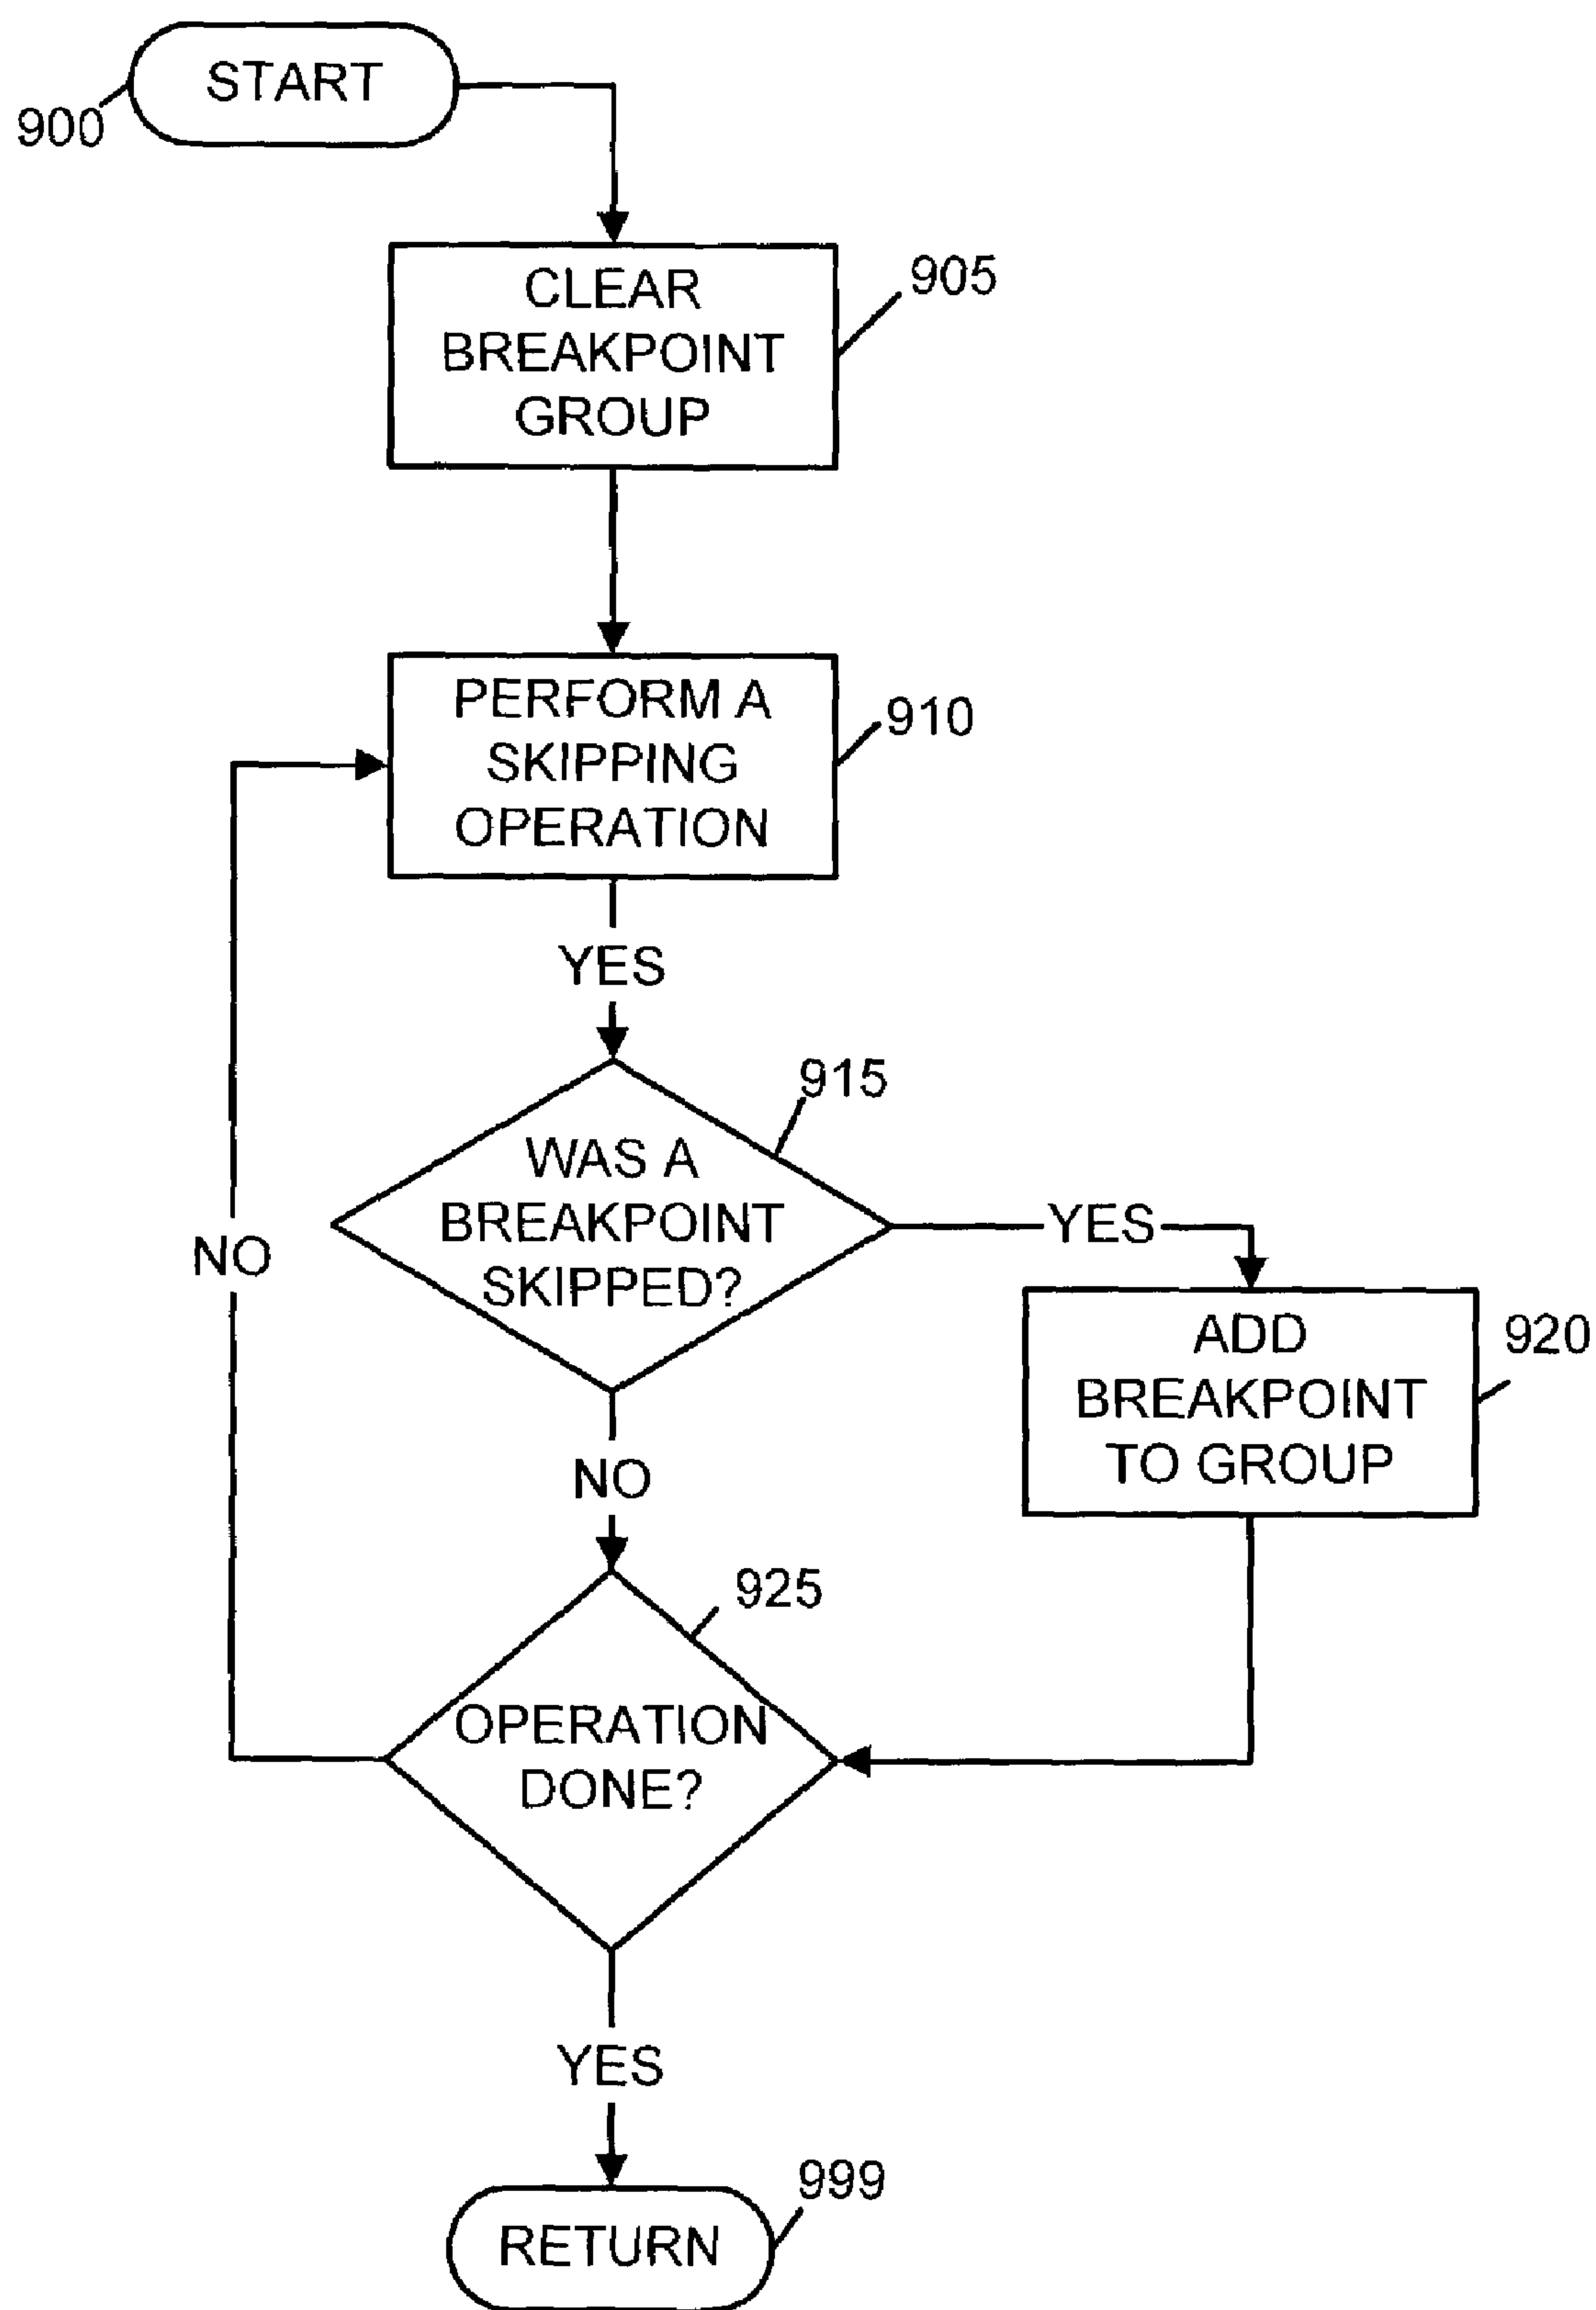 START
900
CLEAR
BREAKPOINT
GROUP
905
PERFORM A
SKIPPING
OPERATION
910
YES
915
WAS A
BREAKPOINT
SKIPPED?
YES
NO
ADD
BREAKPOINT
TO GROUP
920
NO
925
OPERATION
DONE?
YES
999
RETURN